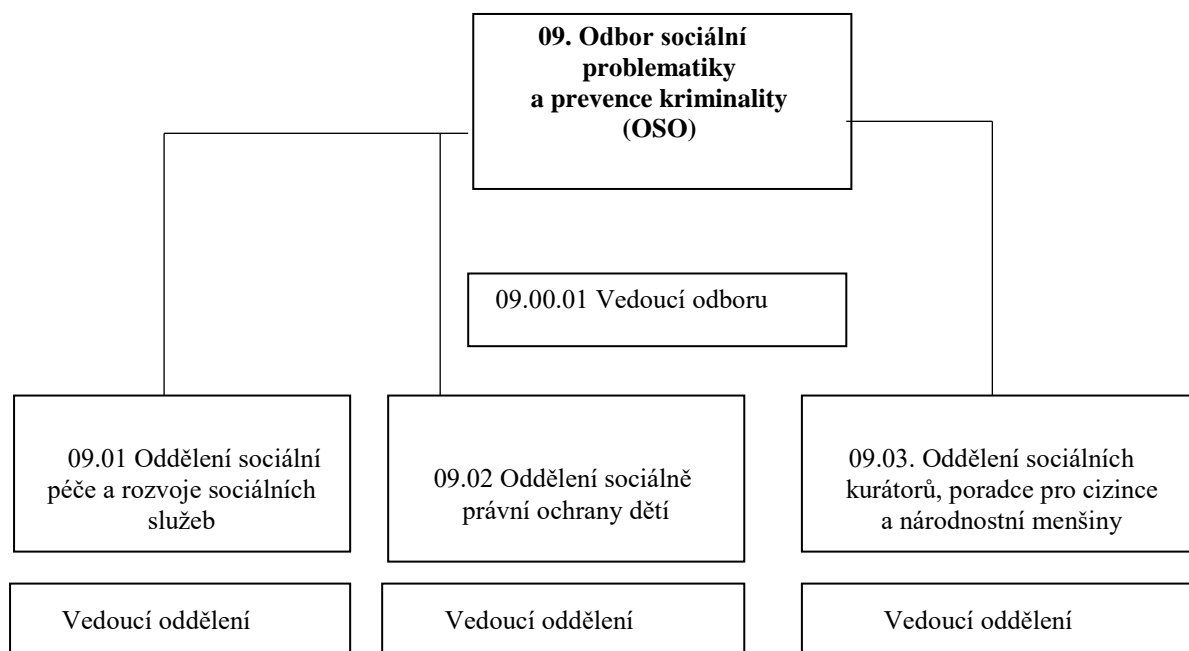 09. Odbor sociální
problematiky
a prevence kriminality
(OSO)
09.00.01 Vedoucí odboru
09.01 Oddělení sociální
péče a rozvoje sociálních
služeb
09.02 Oddělení sociálně
právní ochrany dětí
09.03. Oddělení sociálních
kurátorů, poradce pro cizince
a národnostní menšiny
Vedoucí oddělení
Vedoucí oddělení
Vedoucí oddělení